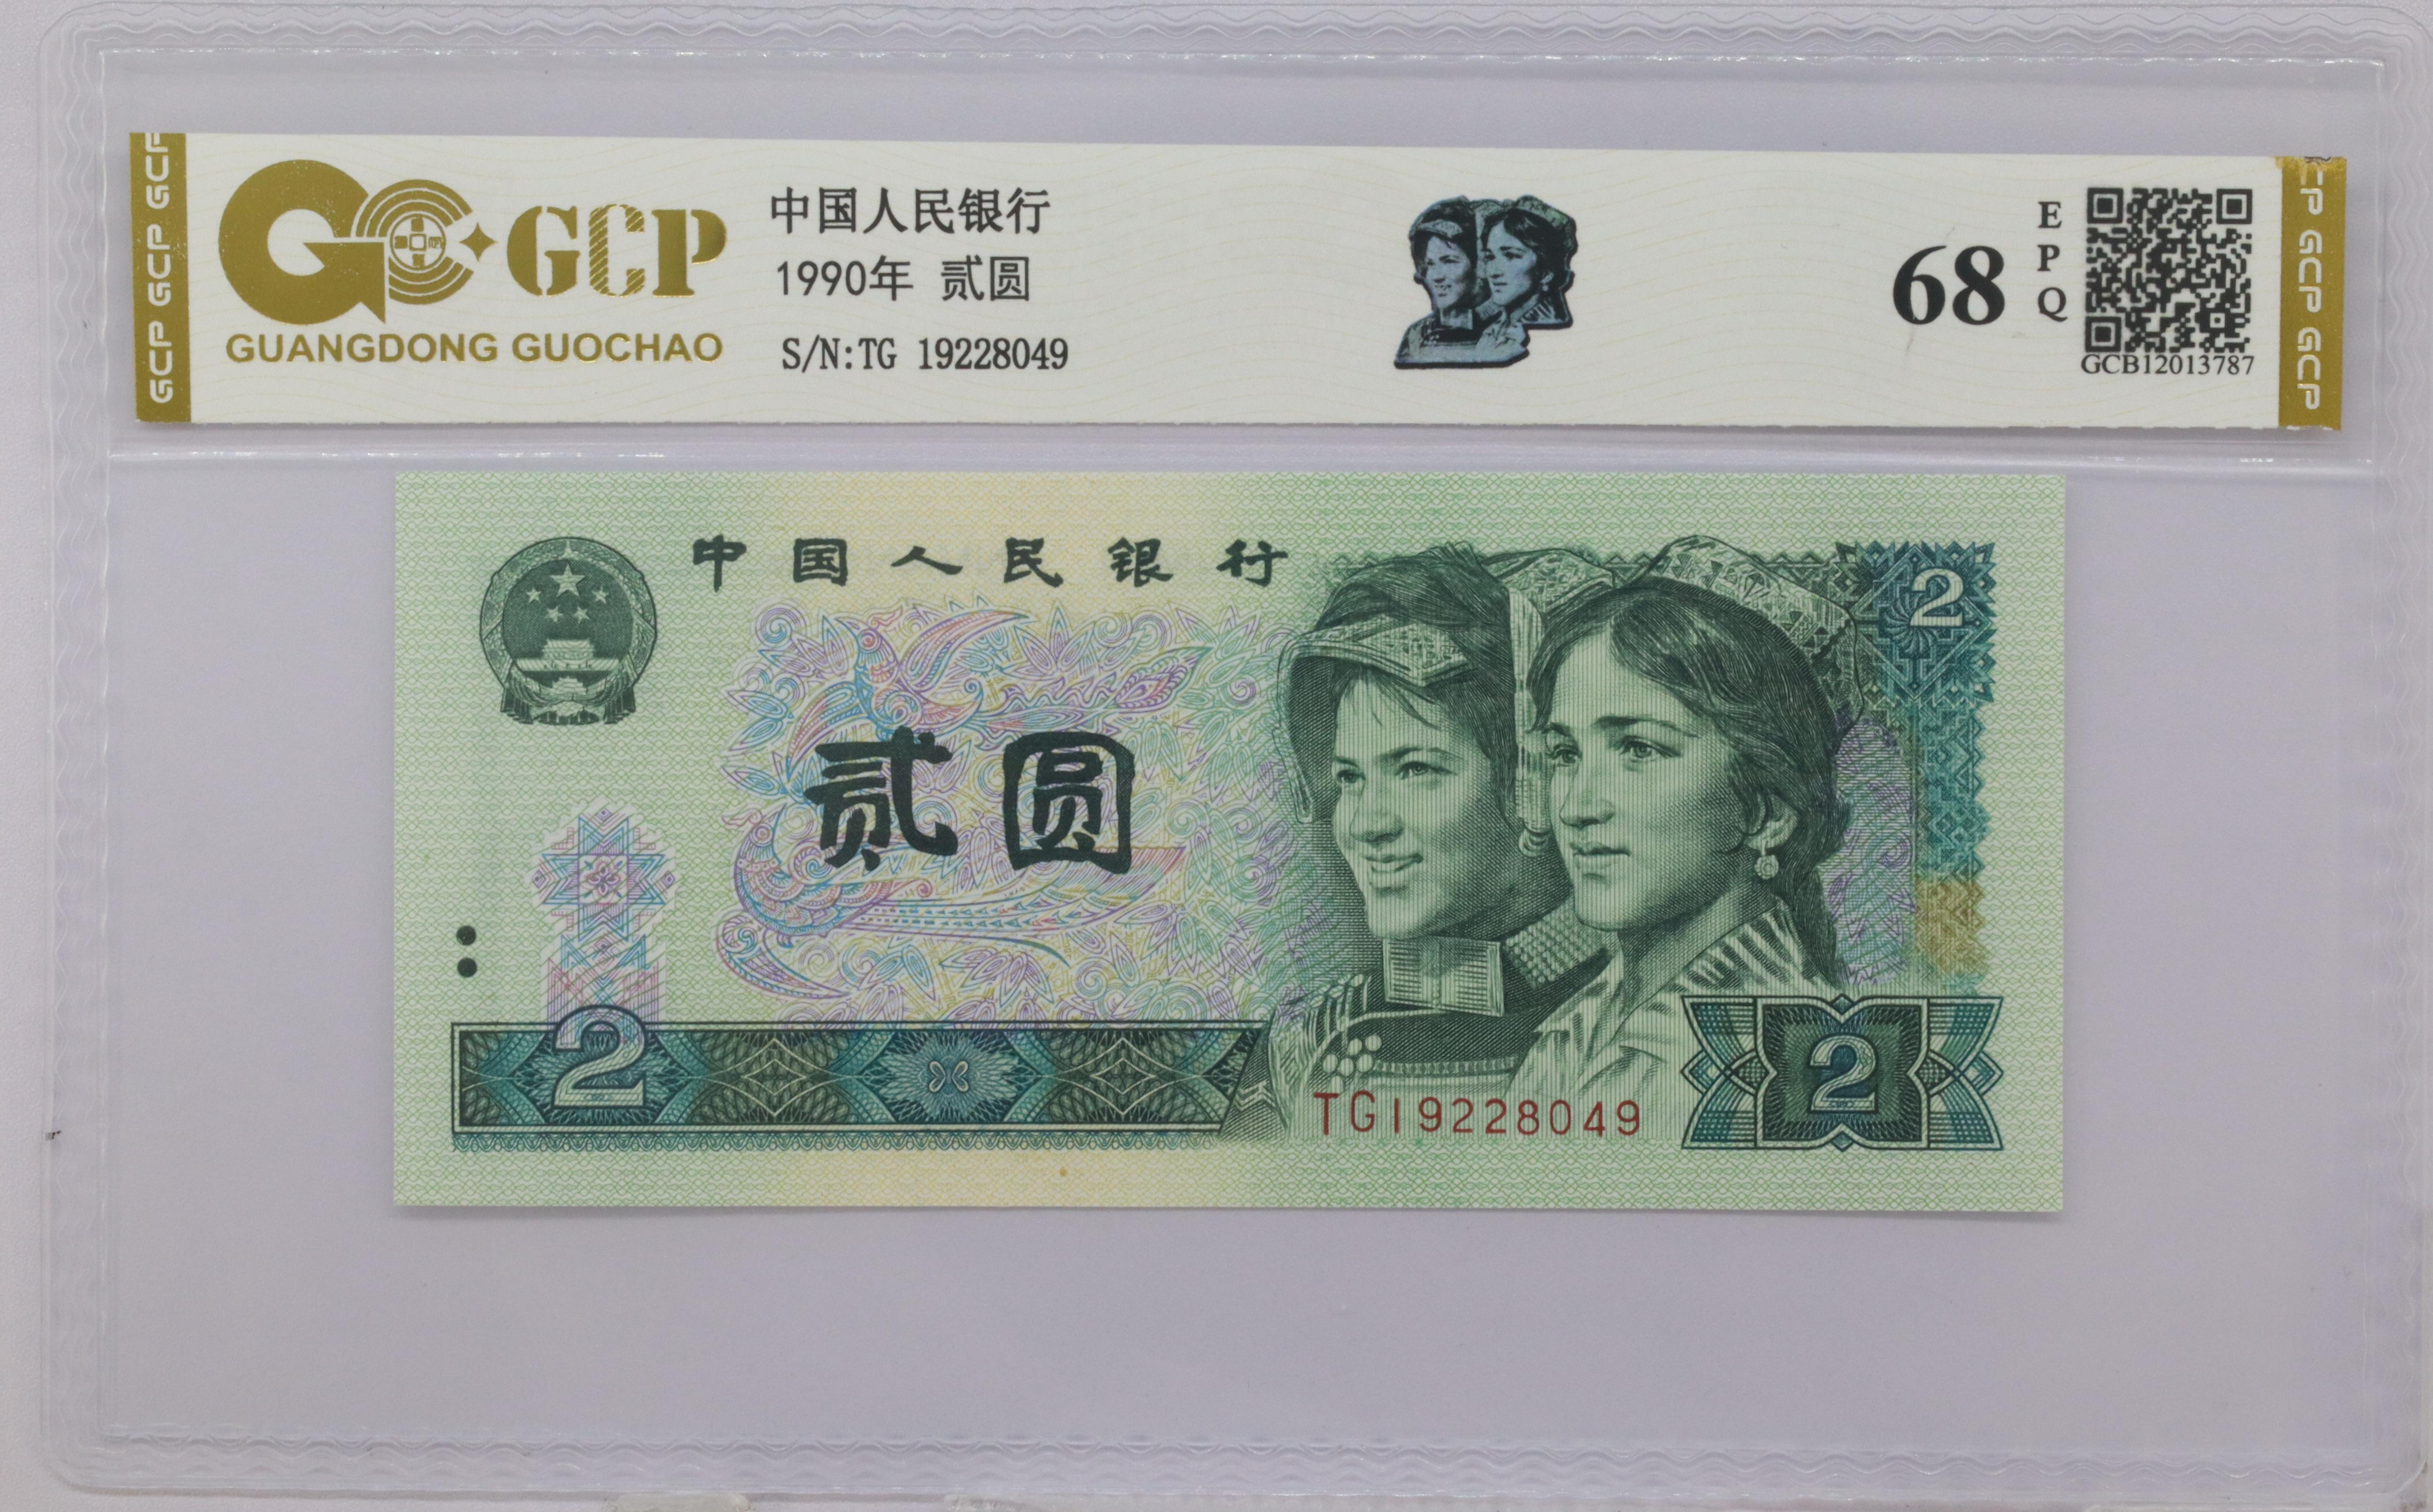 GCP GCP GCP
GCP
GUANGDONG GUOCHAO
中国人民银行
1990年 贰圆
S/N:TG 19228049
68
E
P
Q
GCB12013787
CP GCP GCP
中国人民银行
2
贰圆
2
TG19228049
2